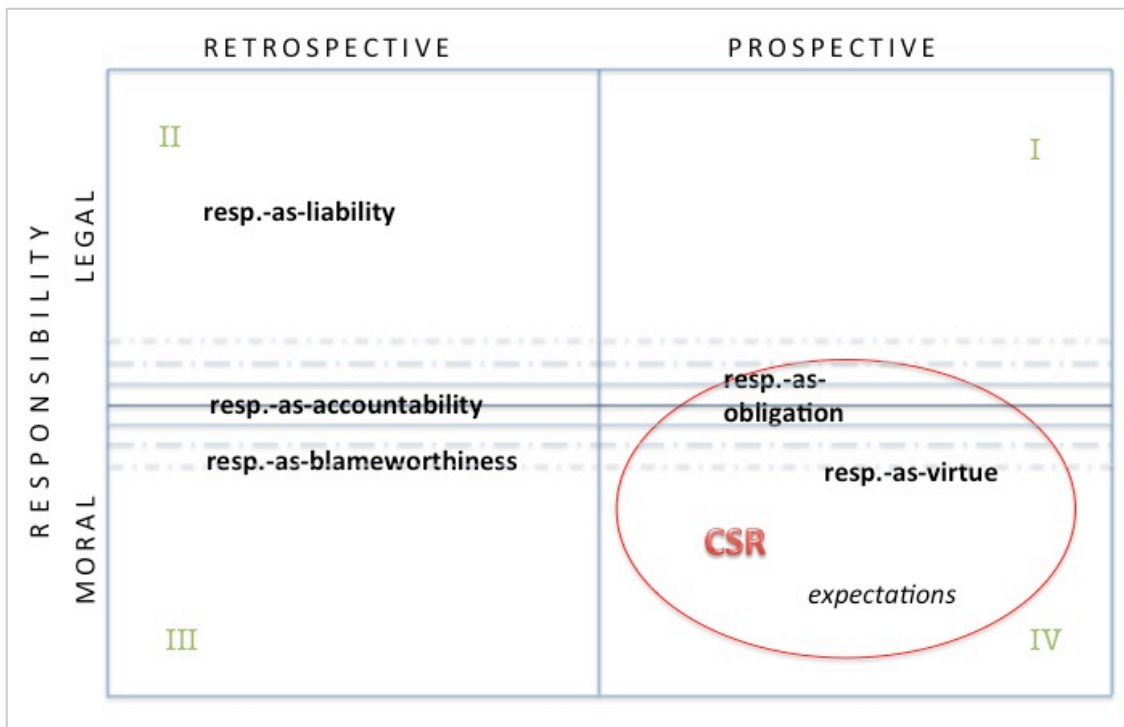 RETROSPECTIVE
PROSPECTIVE
RESPONSIBILITY
LEGAL
MORAL
II
I
resp.-as-liability
resp.-as-accountability
resp.-as-blameworthiness
resp.-as-
obligation
resp.-as-virtue
CSR
expectations
III
IV